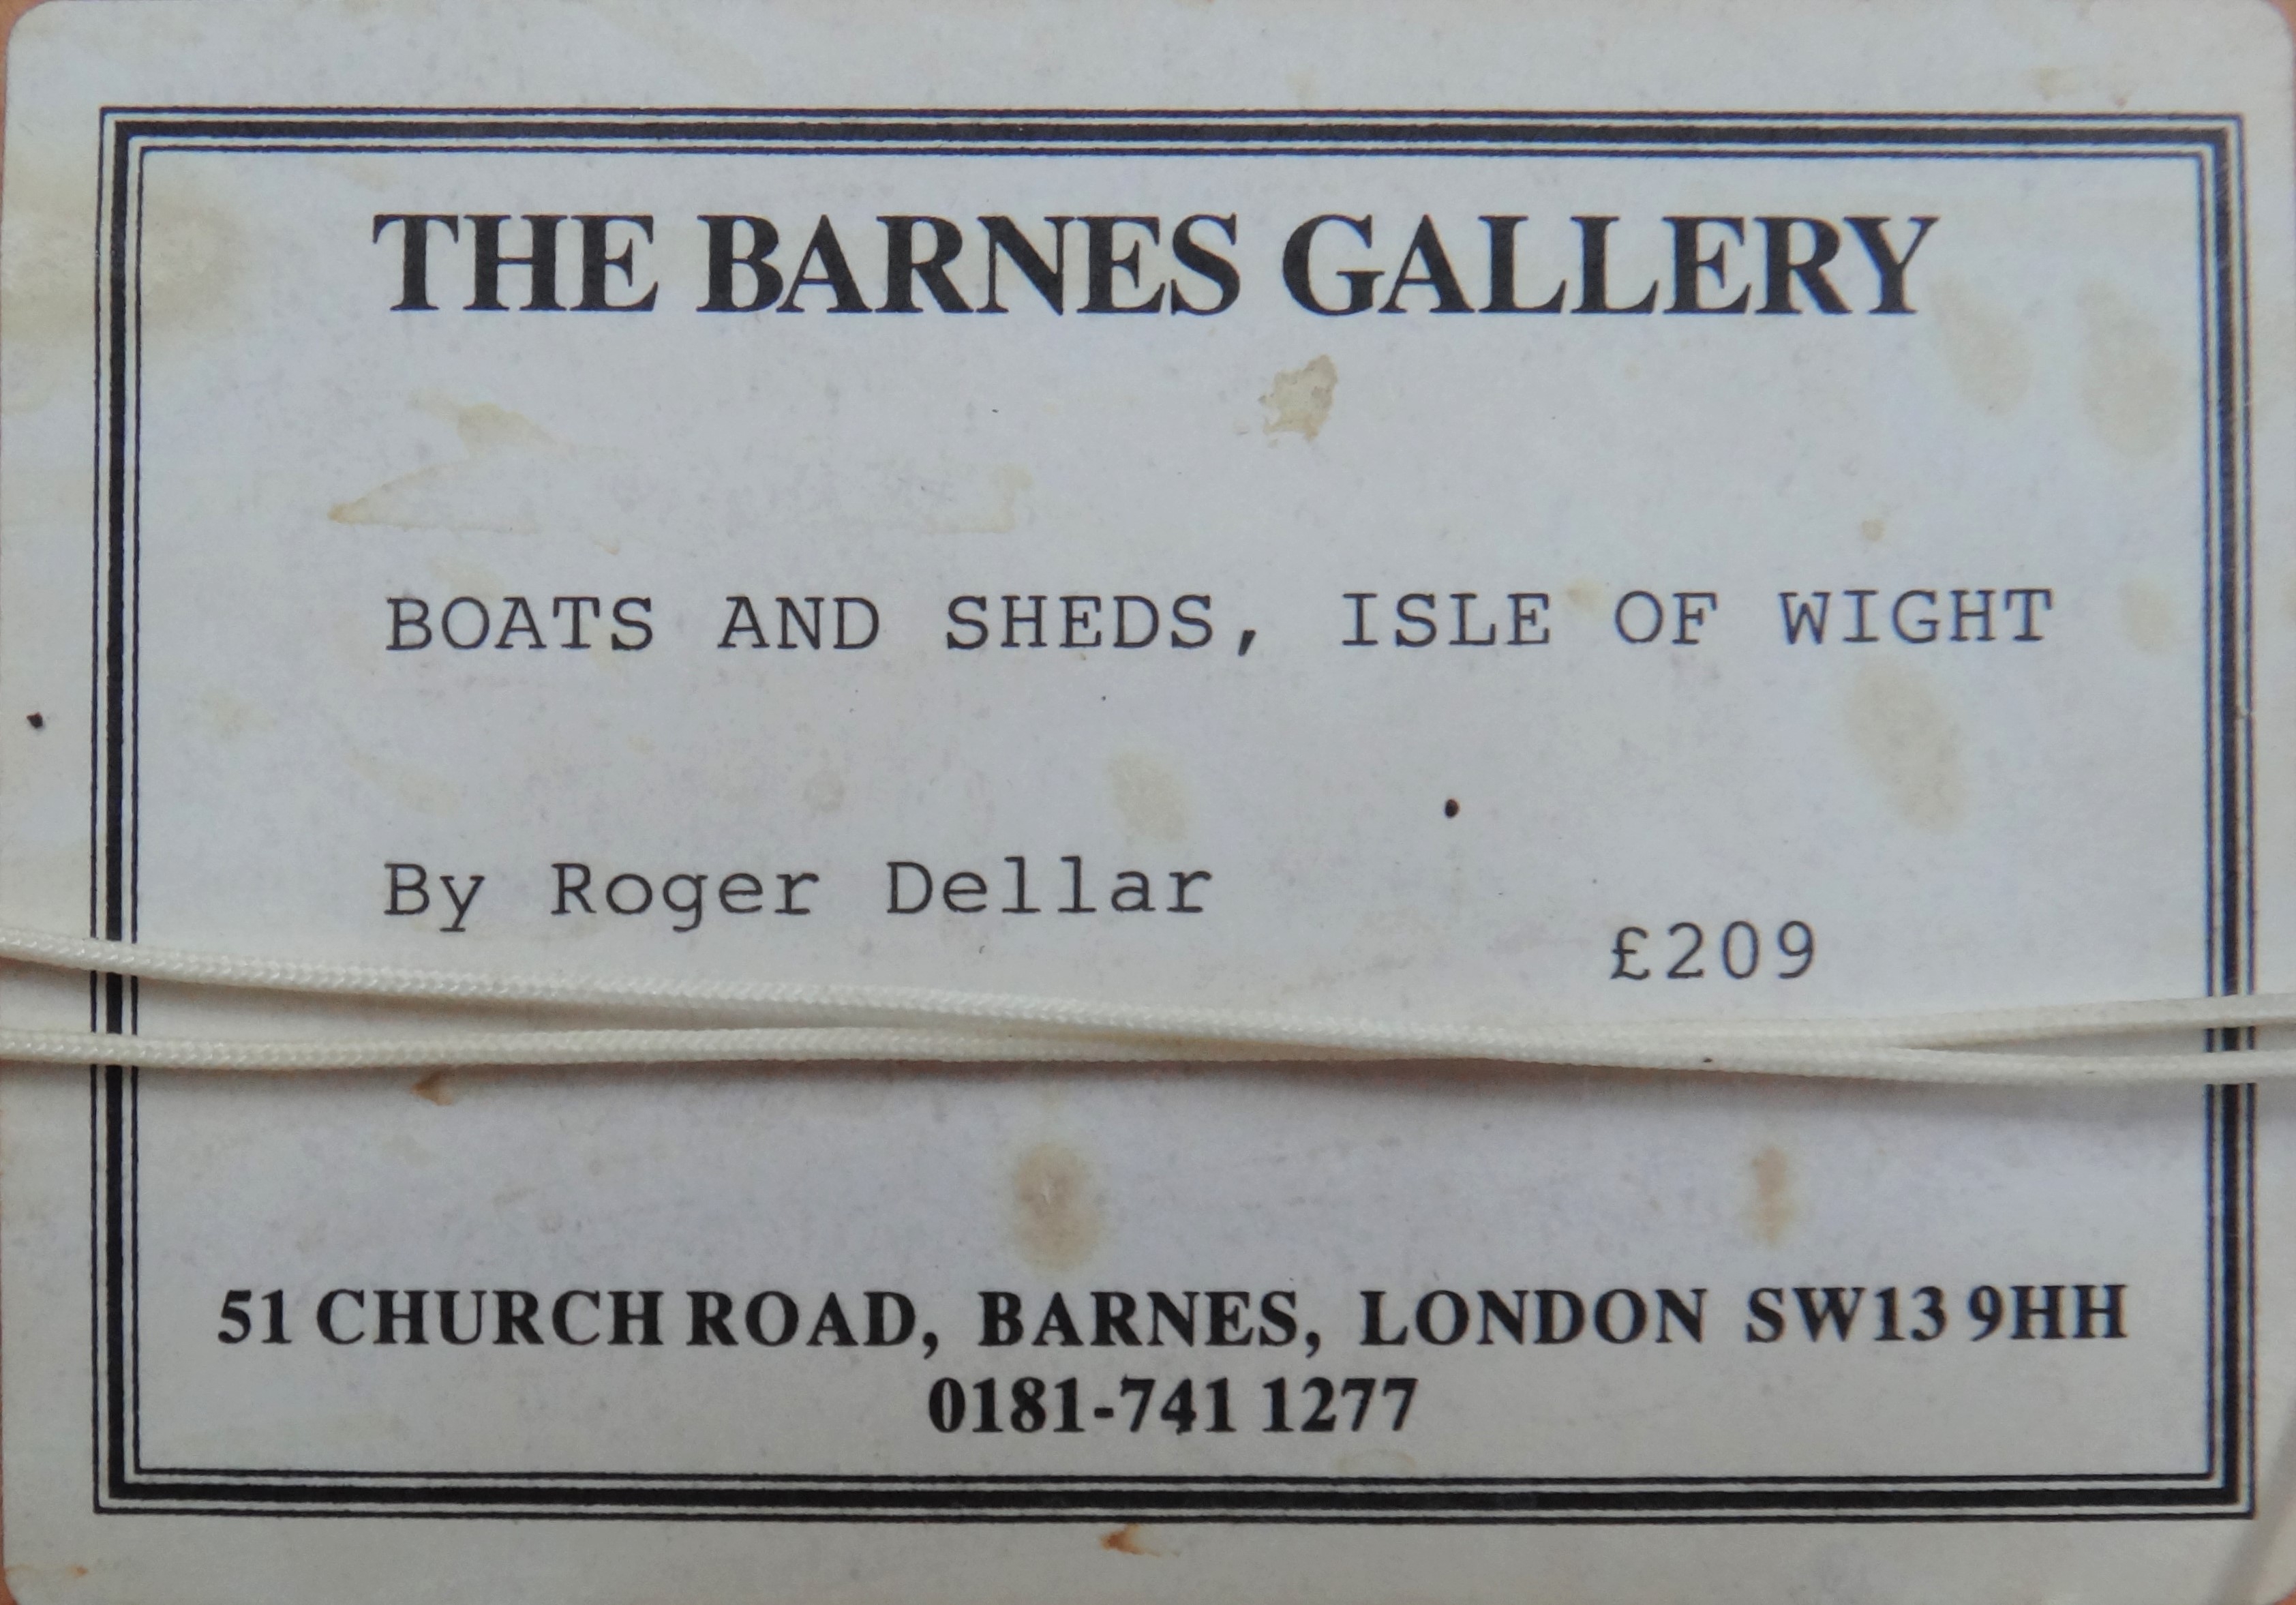 THE BARNES GALLERY
BOATS AND SHEDS, ISLE OF WIGHT
By Roger Dellar
£209
51 CHURCH ROAD, BARNES, LONDON SW13 9HH
0181-741 1277